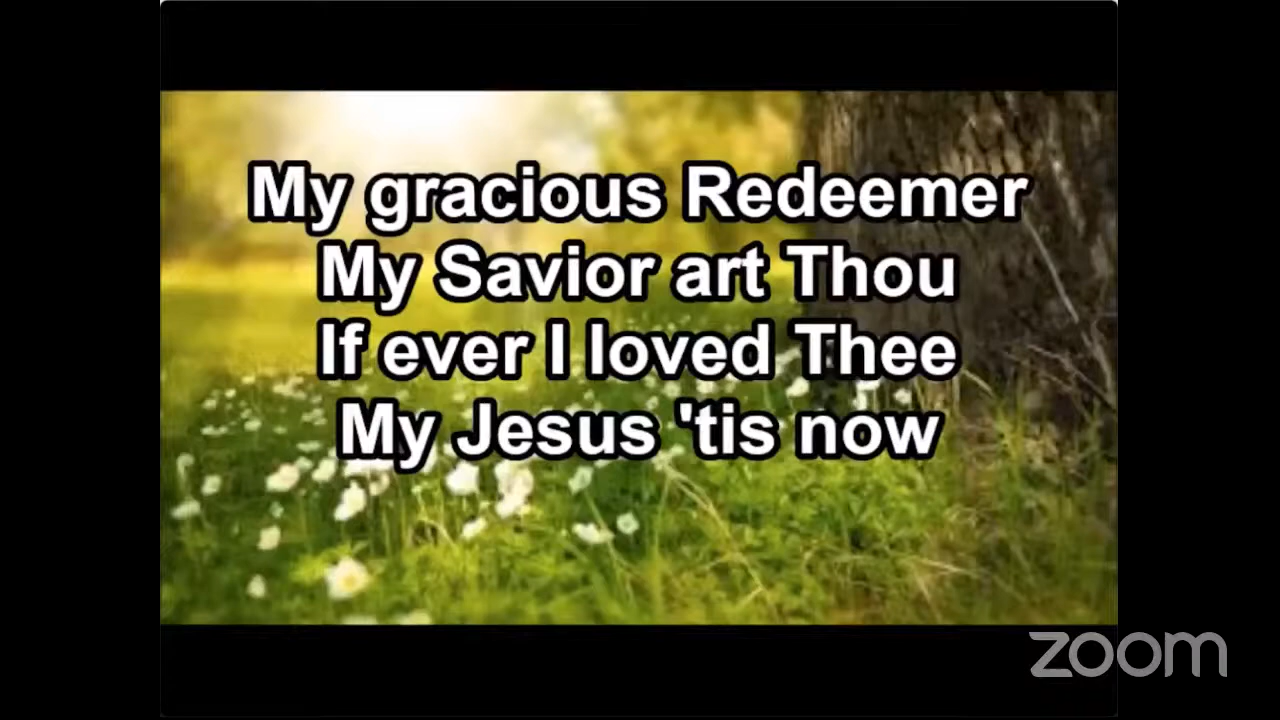 My gracious Redeemer
My Savior art Thou
If ever I loved Thee
My Jesus 'tis now
zoom